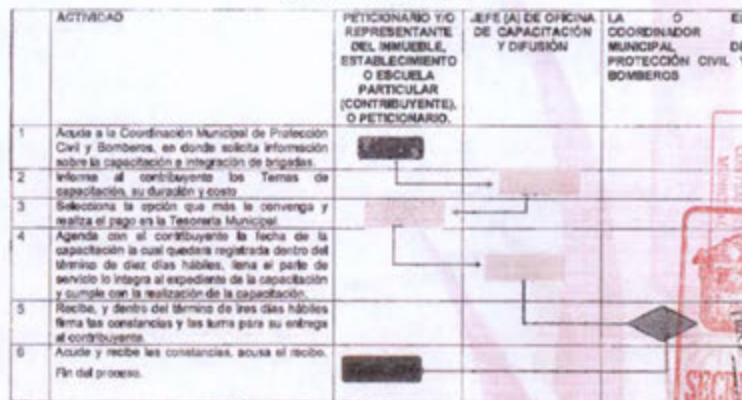 ACTIVIDAD
PETICIONARIO Y/O
REPRESENTANTE
DEL INMUEBLE,
ESTABLECIMIENTO
O ESCUELA
PARTICULAR
(CONTRIBUYENTE),
O PETICIONARIO.
JEFE (A) DE OFICINA
DE CAPACITACIÓN
Y DIFUSIÓN
LA O
COORDINADOR
MUNICIPAL
PROTECCIÓN CIVIL
BOMBEROS
1
Acude a la Coordinación Municipal de Protección
Civil y Bomberos, en donde solicita información
sobre la capacitación e integración de brigadas.
2
Informa al contribuyente los Temas de
capacitación, su duración y costo
3
Selecciona la opción que más le convenga y
realiza el pago en la Tesorería Municipal.
4
Agenda con el contribuyente la fecha de la
capacitación la cual quedara registrada dentro del
término de diez días hábiles, llena el parte de
servicio lo integra al expediente de la capacitación
y cumple con la realización de la capacitación.
5
Recibe, y dentro del término de tres días hábiles
firma las constancias y las turna para su entrega
al contribuyente.
6
Acude y recibe las constancias, acusa el recibo.
Fin del proceso.